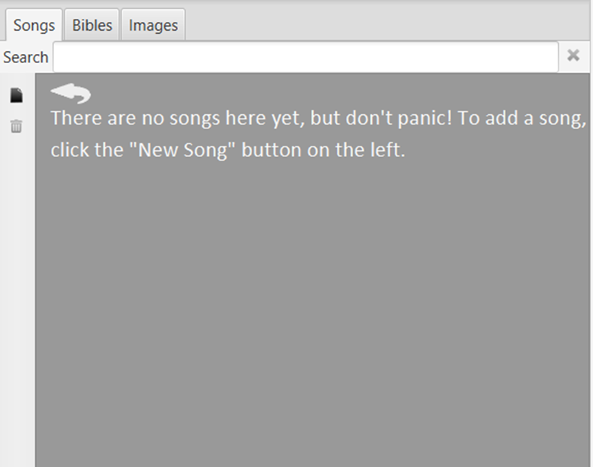 Songs Bibles Images
Search
There are no songs here yet, but don't panic! To add a song,
click the "New Song" button on the left.